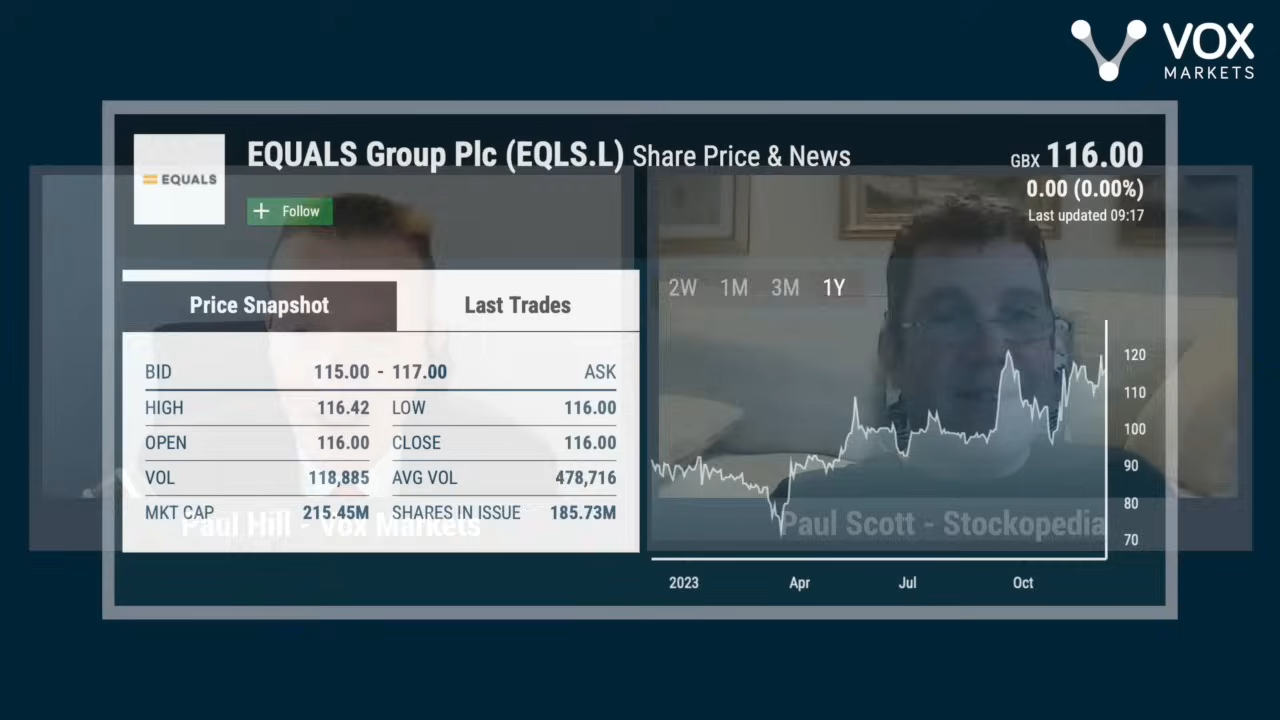 VOX
MARKETS
EQUALS
EQUALS Group Plc (EQLS.L) Share Price & News
GBX 116.00
0.00 (0.00%)
Last updated 09:17
+ Follow
2W 1M 3M 1Y
Price Snapshot Last Trades
BID 115.00 - 117.00 ASK
HIGH 116.42 LOW 116.00
OPEN 116.00 CLOSE 116.00
VOL 118,885 AVG VOL 478,716
MKT CAP 215.45M SHARES IN ISSUE 185.73M
Paul Hill - Vox Markets
Paul Scott - Stockopedia
120
110
100
90
80
70
2023 Apr Jul Oct